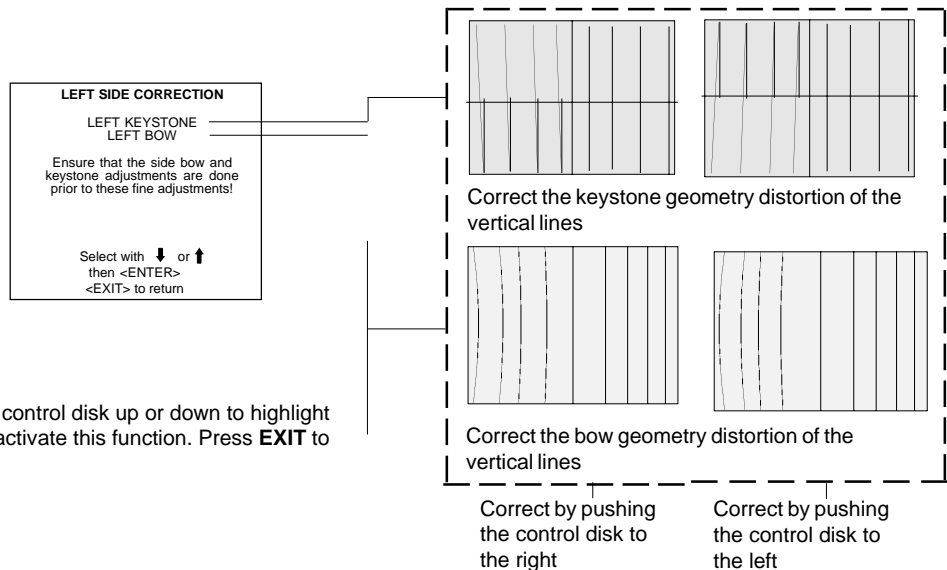 LEFT SIDE CORRECTION
LEFT KEYSTONE
LEFT BOW
Ensure that the side bow and
keystone adjustments are done
prior to these fine adjustments!
Select with ⬇ or ⬆
then <ENTER>
<EXIT> to return
control disk up or down to highlight
activate this function. Press EXIT to
Correct the keystone geometry distortion of the
vertical lines
Correct the bow geometry distortion of the
vertical lines
Correct by pushing
the control disk to
the right
Correct by pushing
the control disk to
the left